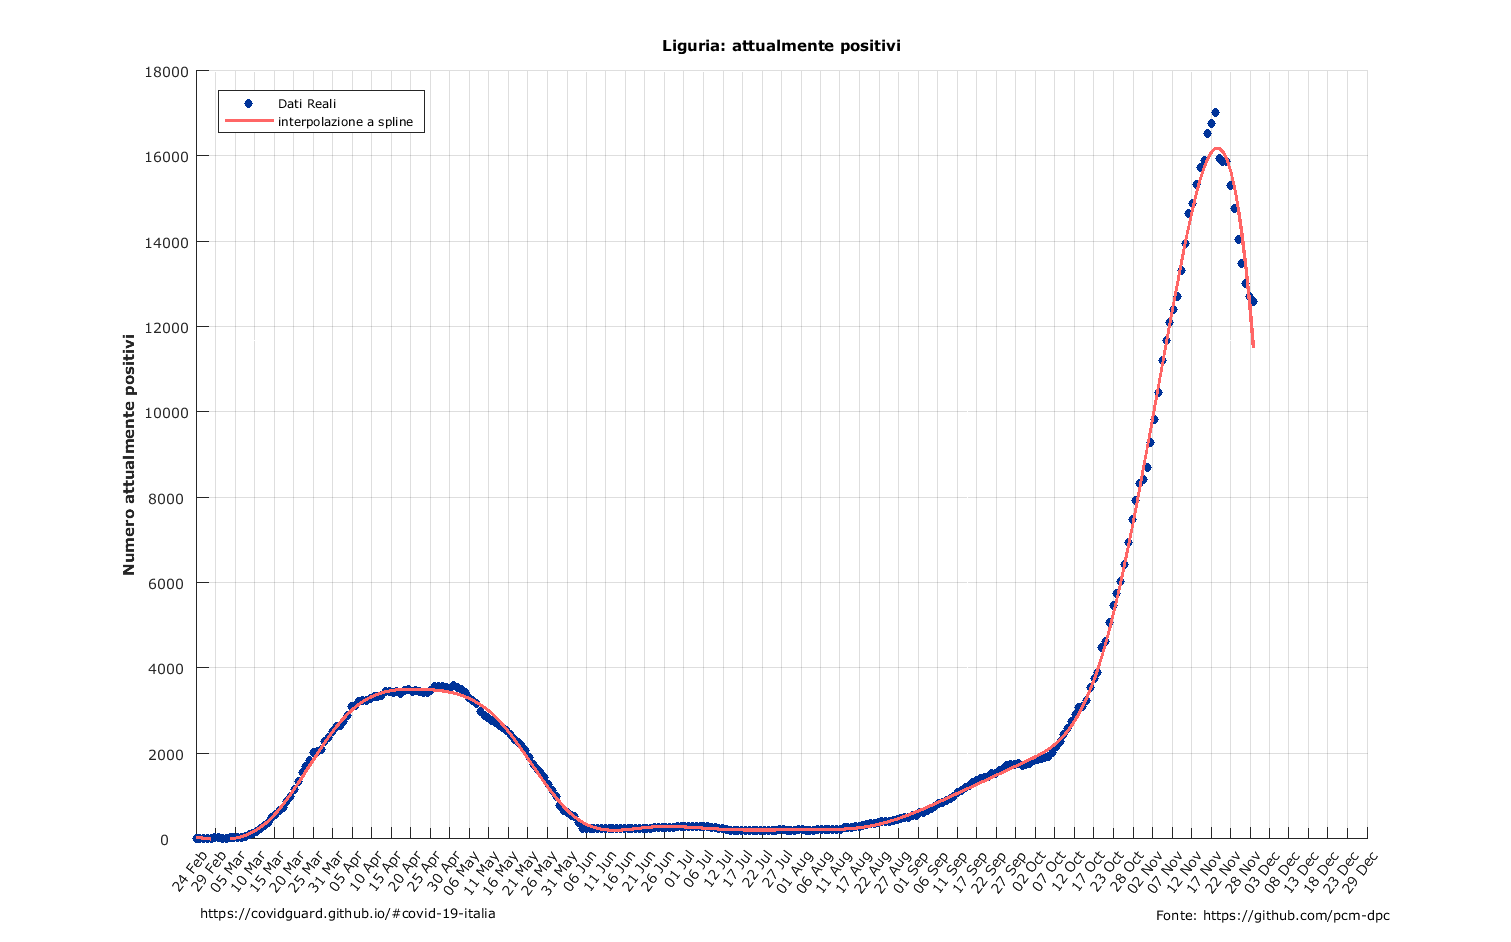 Liguria: attualmente positivi
18000
16000
14000
12000
10000
8000
6000
4000
2000
0
Dati Reali
interpolazione a spline
Numero attualmente positivi
24 Feb
29 Feb
05 Mar
10 Mar
15 Mar
20 Mar
25 Mar
31 Mar
05 Apr
10 Apr
15 Apr
20 Apr
25 Apr
30 Apr
06 May
11 May
16 May
21 May
26 May
31 May
06 Jun
11 Jun
16 Jun
21 Jun
26 Jun
01 Jul
06 Jul
12 Jul
17 Jul
22 Jul
27 Jul
01 Aug
06 Aug
11 Aug
17 Aug
22 Aug
27 Aug
01 Sep
06 Sep
11 Sep
17 Sep
22 Sep
27 Sep
02 Oct
07 Oct
12 Oct
17 Oct
23 Oct
28 Oct
02 Nov
07 Nov
12 Nov
17 Nov
22 Nov
28 Nov
03 Dec
08 Dec
13 Dec
18 Dec
23 Dec
29 Dec
https://covidguard.github.io/#covid-19-italia
Fonte: https://github.com/pcm-dpc